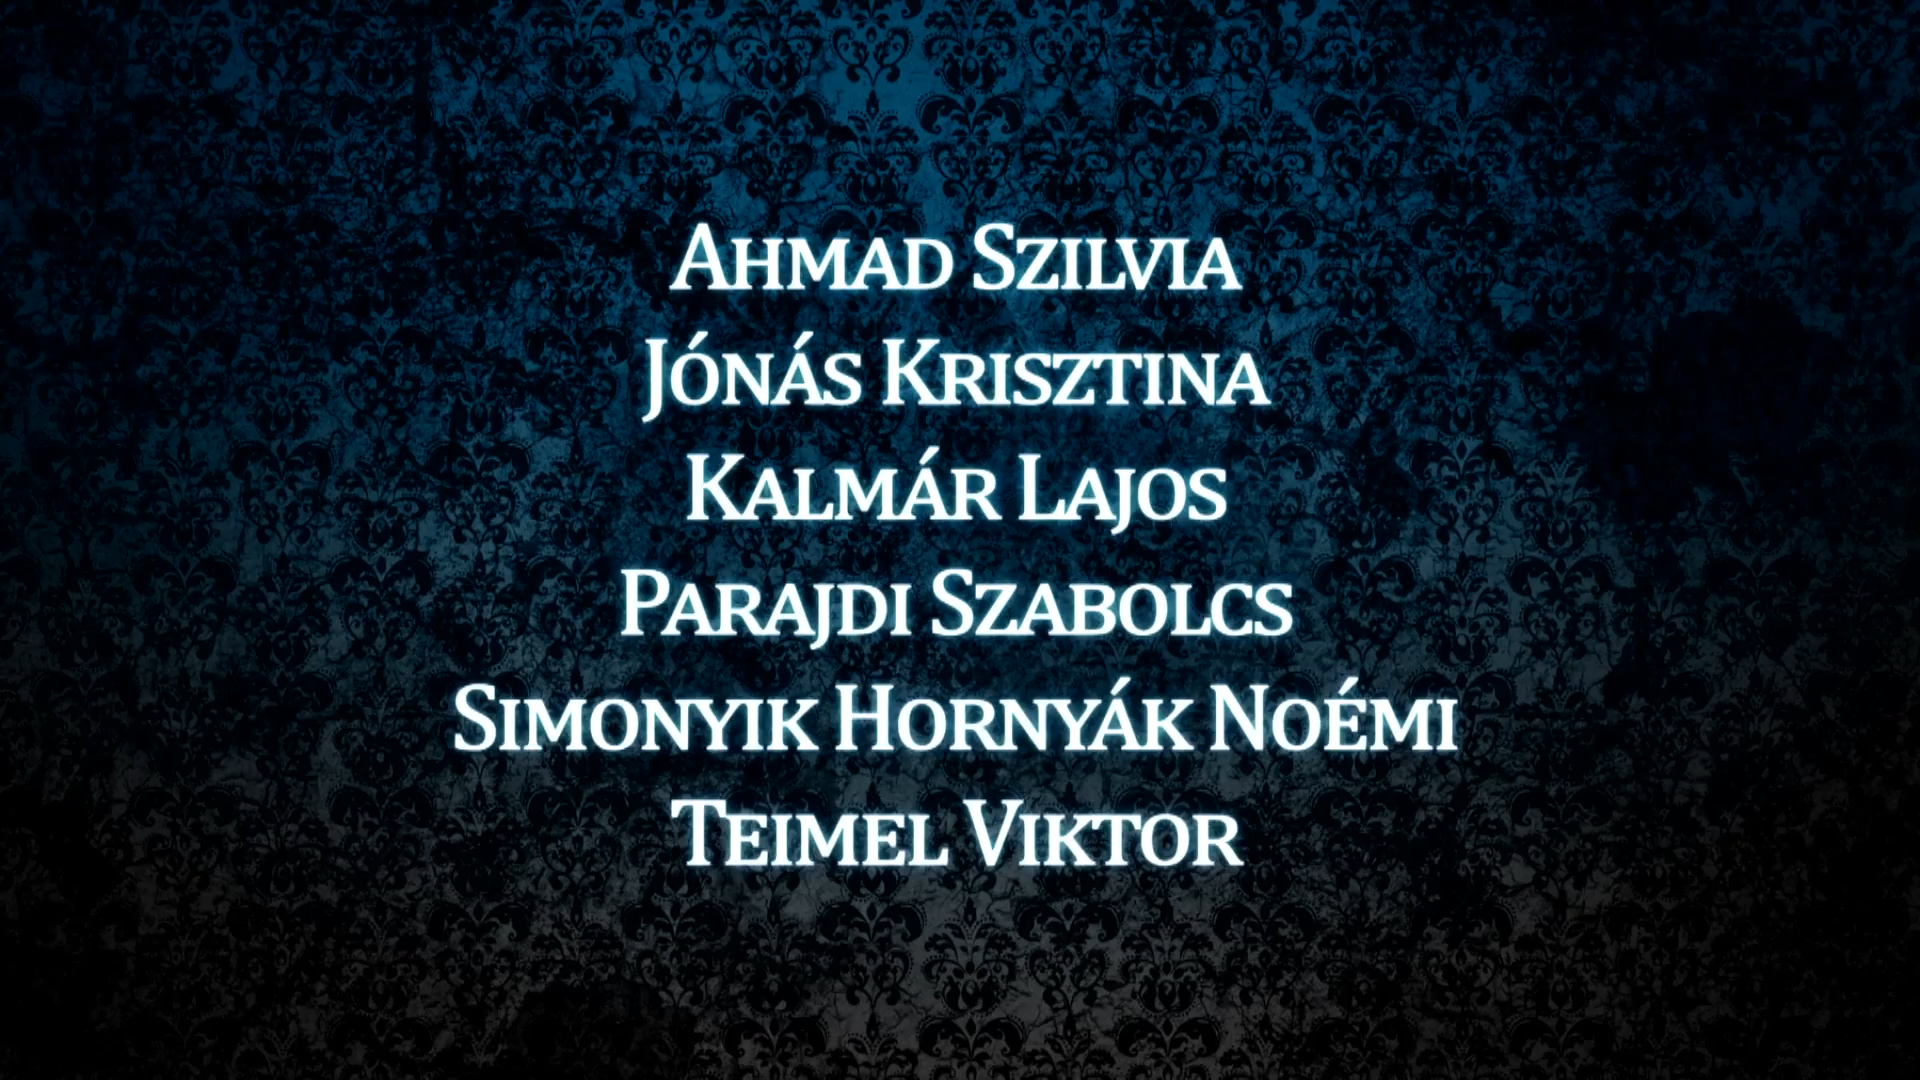 Ahmad Szilvia
Jónás Krisztina
Kalmár Lajos
Parajdi Szabolcs
Simonyik Hornyák Noémi
Teimel Viktor